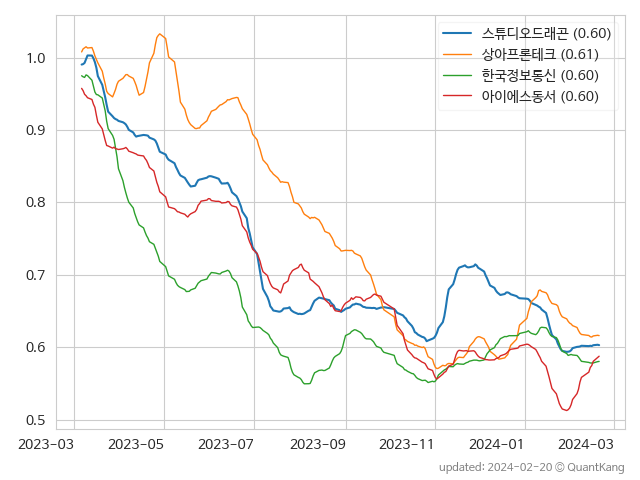 스튜디오드래곤 (0.60)
상아프론테크 (0.61)
한국정보통신 (0.60)
아이에스동서 (0.60)
1.0
0.9
0.8
0.7
0.6
0.5
2023-03 2023-05 2023-07 2023-09 2023-11 2024-01 2024-03
updated: 2024-02-20 © QuantKang